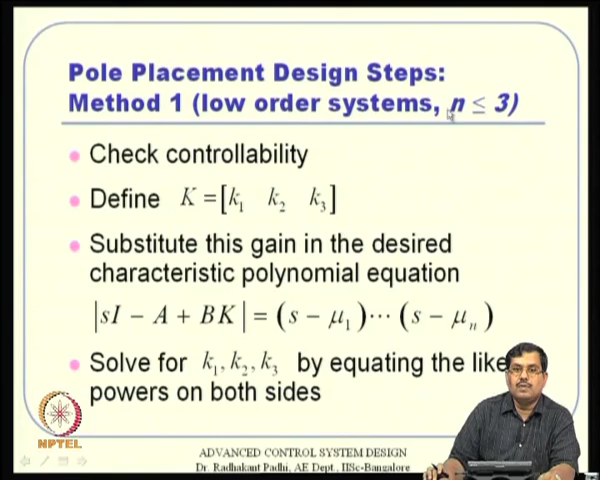 Pole Placement Design Steps:
Method 1 (low order systems, n ≤ 3)
• Check controllability
• Define K = [k₁ k₂ k₃]
• Substitute this gain in the desired
characteristic polynomial equation
|sI − A + BK| = (s − μ₁)⋯(s − μₙ)
• Solve for k₁, k₂, k₃ by equating the like
powers on both sides
NPTEL
ADVANCED CONTROL SYSTEM DESIGN
Dr. Radhakant Padhi, AE Dept., IISc-Bangalore